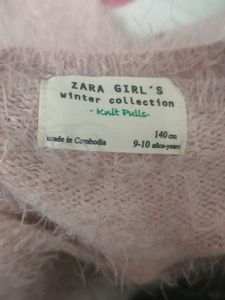 ZARA GIRL'S
winter collection
- Knit Pulls-
140 cm
made in Cambodia
9-10 años-years